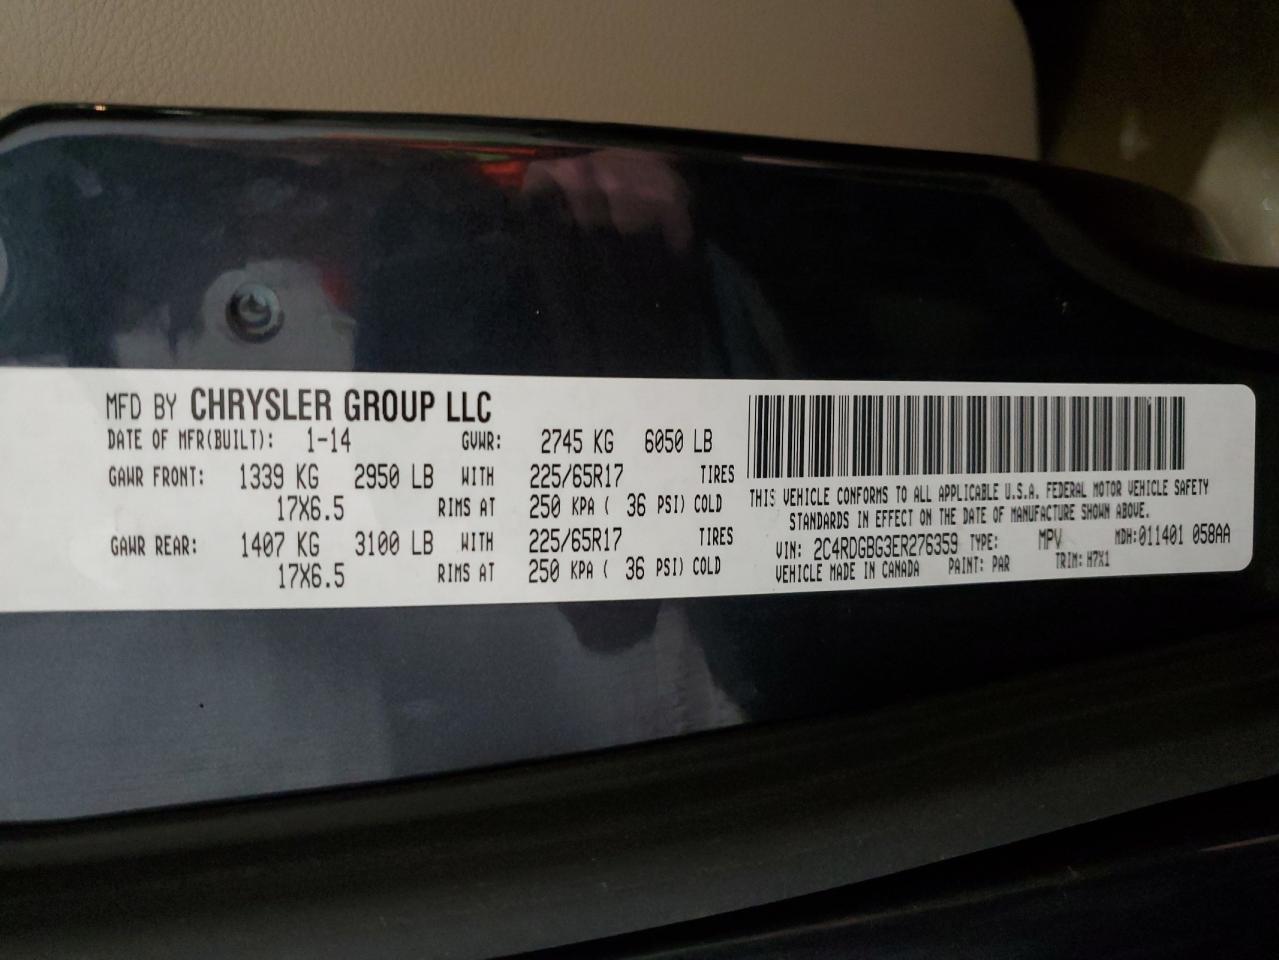 MFD BY CHRYSLER GROUP LLC
DATE OF MFR(BUILT): 1-14 GVWR: 2745 KG 6050 LB
GAWR FRONT: 1339 KG 2950 LB WITH 225/65R17 TIRES
17X6.5 RIMS AT 250 KPA ( 36 PSI) COLD
GAWR REAR: 1407 KG 3100 LB WITH 225/65R17 TIRES
17X6.5 RIMS AT 250 KPA ( 36 PSI) COLD
THIS VEHICLE CONFORMS TO ALL APPLICABLE U.S.A. FEDERAL MOTOR VEHICLE SAFETY
STANDARDS IN EFFECT ON THE DATE OF MANUFACTURE SHOWN ABOVE.
VIN: 2C4RDGBG3ER276359 TYPE: MPV MDH:011401 058AA
VEHICLE MADE IN CANADA PAINT: PAR TRIM: H7X1